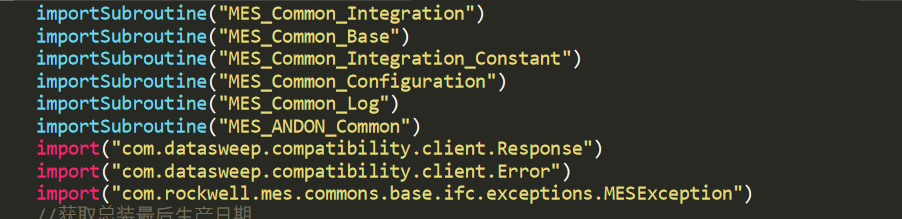 importSubroutine("MES_Common_Integration")
importSubroutine("MES_Common_Base")
importSubroutine("MES_Common_Integration_Constant")
importSubroutine("MES_Common_Configuration")
importSubroutine("MES_Common_Log")
importSubroutine("MES_ANDON_Common")
import("com.datasweep.compatibility.client.Response")
import("com.datasweep.compatibility.client.Error")
import("com.rockwell.mes.commons.base.ifc.exceptions.MESException")
//获取总装最后生产日期